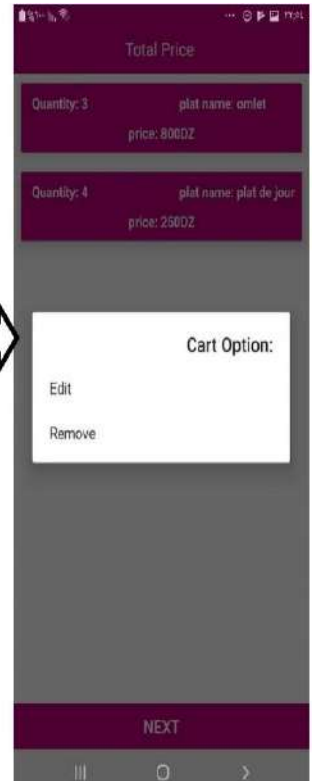 Total Price
Quantity: 3 plat name: omlet
price: 800DZ
Quantity: 4 plat name: plat de jour
price: 250DZ
Cart Option:
Edit
Remove
NEXT